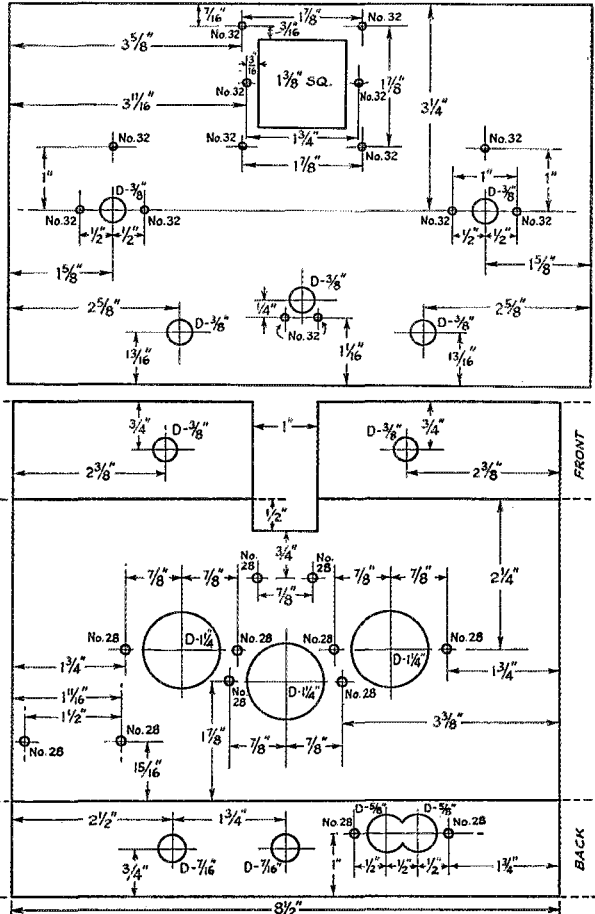 7/16" 1 7/8"
No.32 3/16" No.32
3 5/8"
3/16 1 3/8" SQ. 1 7/8" 3 1/4"
No.32 No.32
3 11/16"
1 3/4"
No.32 No.32 No.32 No.32
1 7/8"
1" D-3/8" 1" D-3/8" 1"
No.32 No.32 No.32 No.32
1/2" 1/2" 1/2" 1/2"
1 5/8" 1 5/8"
2 5/8" D-3/8" 2 5/8"
1/4"
D-3/8" No.32 D-3/8"
13/16" 1 1/16" 13/16"
3/4" D-3/8" 1" D-3/8" 3/4"
2 3/8" 2 3/8" FRONT
1/2"
3/4"
No. 28 No. 28
7/8" 7/8" 7/8" 7/8" 7/8" 2 1/4"
No.28 D-1 1/4" No.28 No.28 D-1 1/4" No.28
1 3/4" 1 3/4"
No. 28 D-1 1/4" No.28
1 11/16"
1 1/2" 3 3/8"
No.28 No.28 1 7/8" 7/8" 7/8"
15/16"
2 1/2" 1 3/4" D-5/8" D-5/8"
No.28 No.28
3/4" D-7/16" D-7/16" 1" 1/2" 1/2" 1/2" 1 3/4" BACK
8 1/2"